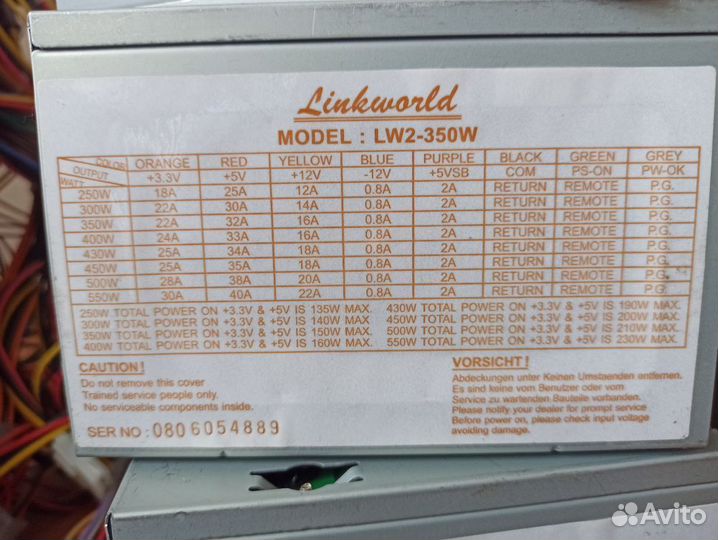 Linkworld
MODEL : LW2-350W
COLOR ORANGE RED YELLOW BLUE PURPLE BLACK GREEN GREY
WATT OUTPUT +3.3V +5V +12V -12V +5VSB COM PS-ON PW-OK
250W 18A 25A 12A 0.8A 2A RETURN REMOTE P.G.
300W 22A 30A 14A 0.8A 2A RETURN REMOTE P.G.
350W 22A 32A 16A 0.8A 2A RETURN REMOTE P.G.
400W 24A 33A 16A 0.8A 2A RETURN REMOTE P.G.
430W 25A 34A 18A 0.8A 2A RETURN REMOTE P.G.
450W 25A 35A 18A 0.8A 2A RETURN REMOTE P.G.
500W 28A 38A 20A 0.8A 2A RETURN REMOTE P.G.
550W 30A 40A 22A 0.8A 2A RETURN REMOTE P.G.
250W TOTAL POWER ON +3.3V & +5V IS 135W MAX. 430W TOTAL POWER ON +3.3V & +5V IS 190W MAX.
300W TOTAL POWER ON +3.3V & +5V IS 140W MAX. 450W TOTAL POWER ON +3.3V & +5V IS 200W MAX.
350W TOTAL POWER ON +3.3V & +5V IS 150W MAX. 500W TOTAL POWER ON +3.3V & +5V IS 210W MAX.
400W TOTAL POWER ON +3.3V & +5V IS 160W MAX. 550W TOTAL POWER ON +3.3V & +5V IS 230W MAX.
CAUTION!
Do not remove this cover
Trained service people only.
No serviceable components inside.
SER NO : 0806054889
VORSICHT!
Abdeckungen unter Keinen Umstaenden entfernen.
Es sind keine vom Benutzer oder vom
Service zu wartenden Bauteile vorbanden.
Please notify your dealer for prompt service
Before power on, please check input voltage
avoiding damage.
Avito